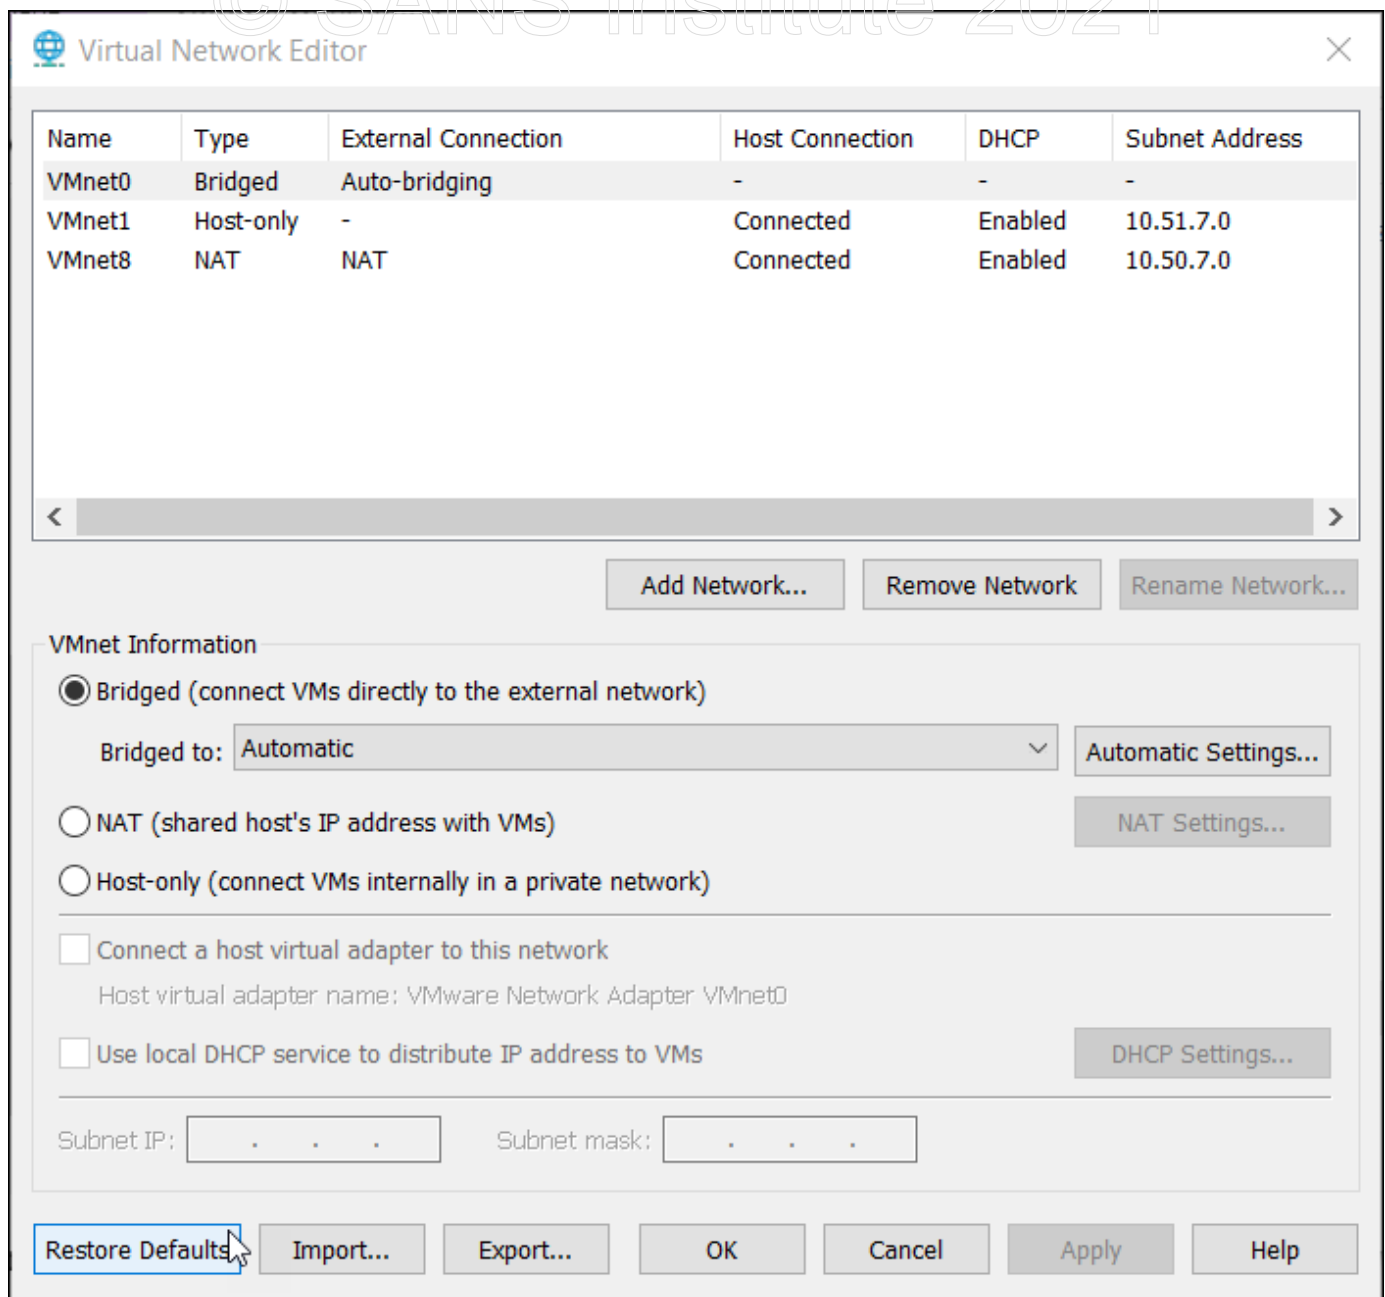 © SANS Institute 2021
Virtual Network Editor
Name Type External Connection Host Connection DHCP Subnet Address
VMnet0 Bridged Auto-bridging - - -
VMnet1 Host-only - Connected Enabled 10.51.7.0
VMnet8 NAT NAT Connected Enabled 10.50.7.0
Add Network... Remove Network Rename Network...
VMnet Information
Bridged (connect VMs directly to the external network)
Bridged to: Automatic Automatic Settings...
NAT (shared host's IP address with VMs) NAT Settings...
Host-only (connect VMs internally in a private network)
Connect a host virtual adapter to this network
Host virtual adapter name: VMware Network Adapter VMnet0
Use local DHCP service to distribute IP address to VMs DHCP Settings...
Subnet IP: . . . Subnet mask: . . .
Restore Defaults Import... Export... OK Cancel Apply Help